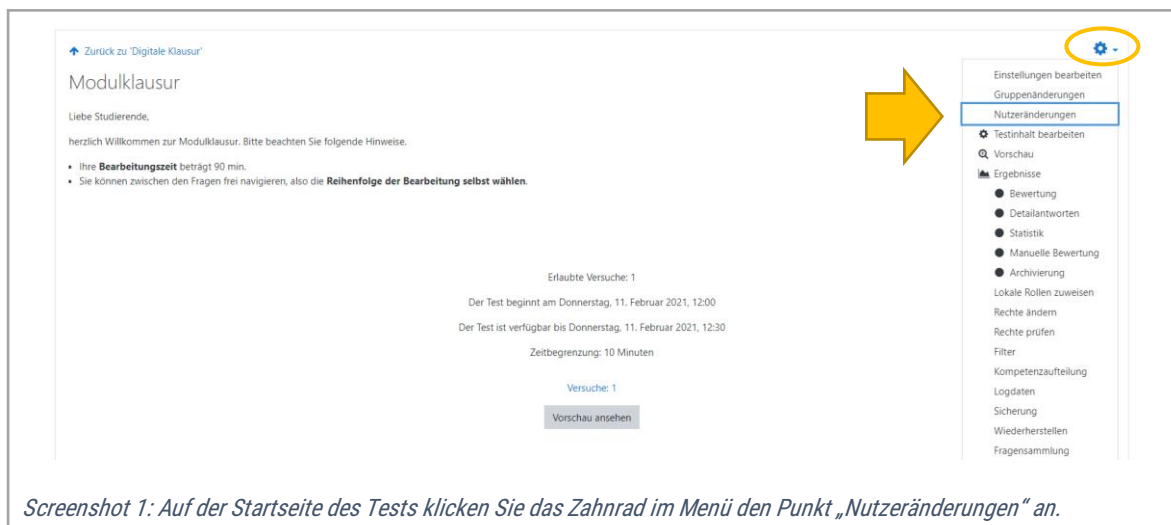 Zurück zu 'Digitale Klausur'
Modulklausur
Liebe Studierende,
herzlich Willkommen zur Modulklausur. Bitte beachten Sie folgende Hinweise.
• Ihre Bearbeitungszeit beträgt 90 min.
• Sie können zwischen den Fragen frei navigieren, also die Reihenfolge der Bearbeitung selbst wählen.
Erlaubte Versuche: 1
Der Test beginnt am Donnerstag, 11. Februar 2021, 12:00
Der Test ist verfügbar bis Donnerstag, 11. Februar 2021, 12:30
Zeitbegrenzung: 10 Minuten
Versuche: 1
Vorschau ansehen
Einstellungen bearbeiten
Gruppenänderungen
Nutzeränderungen
Testinhalt bearbeiten
Vorschau
Ergebnisse
Bewertung
Detailantworten
Statistik
Manuelle Bewertung
Archivierung
Lokale Rollen zuweisen
Rechte ändern
Rechte prüfen
Filter
Kompetenzaufteilung
Logdaten
Sicherung
Wiederherstellen
Fragensammlung
Screenshot 1: Auf der Startseite des Tests klicken Sie das Zahnrad im Menü den Punkt „Nutzeränderungen" an.